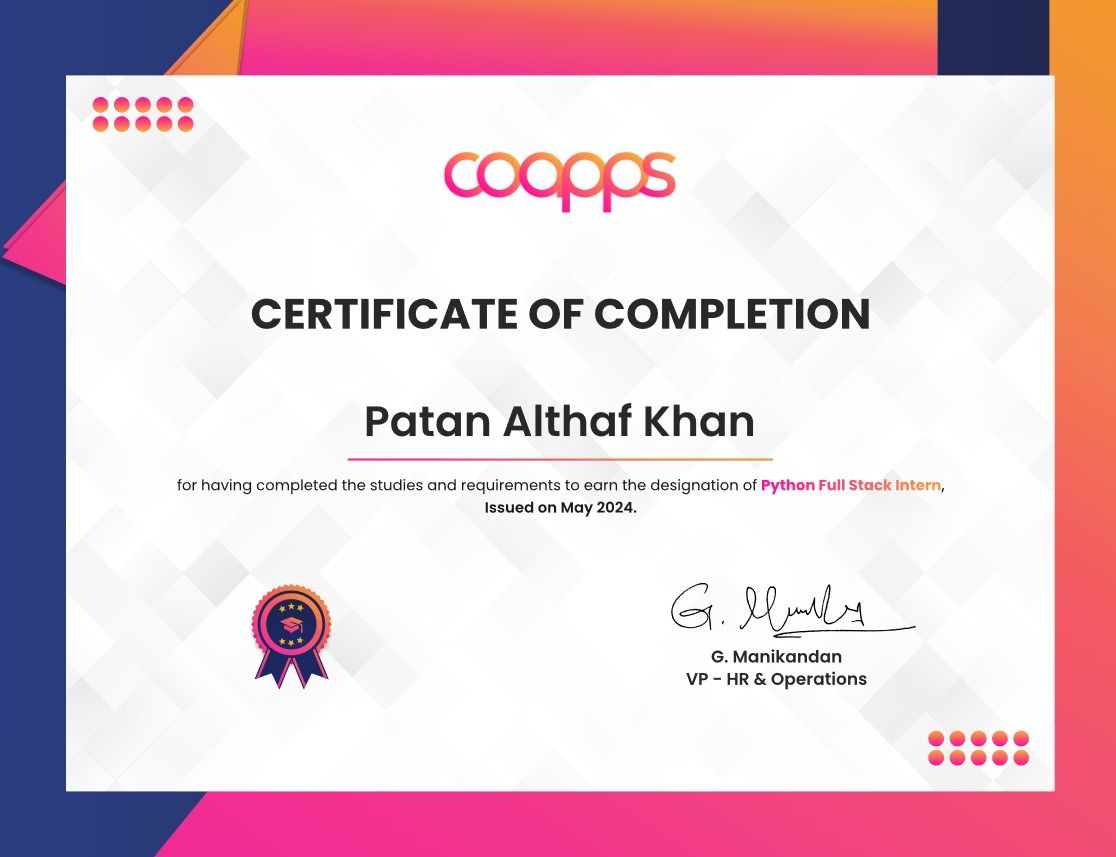 coapps
CERTIFICATE OF COMPLETION
Patan Althaf Khan
for having completed the studies and requirements to earn the designation of Python Full Stack Intern,
Issued on May 2024.
G. Manikandan
VP - HR & Operations